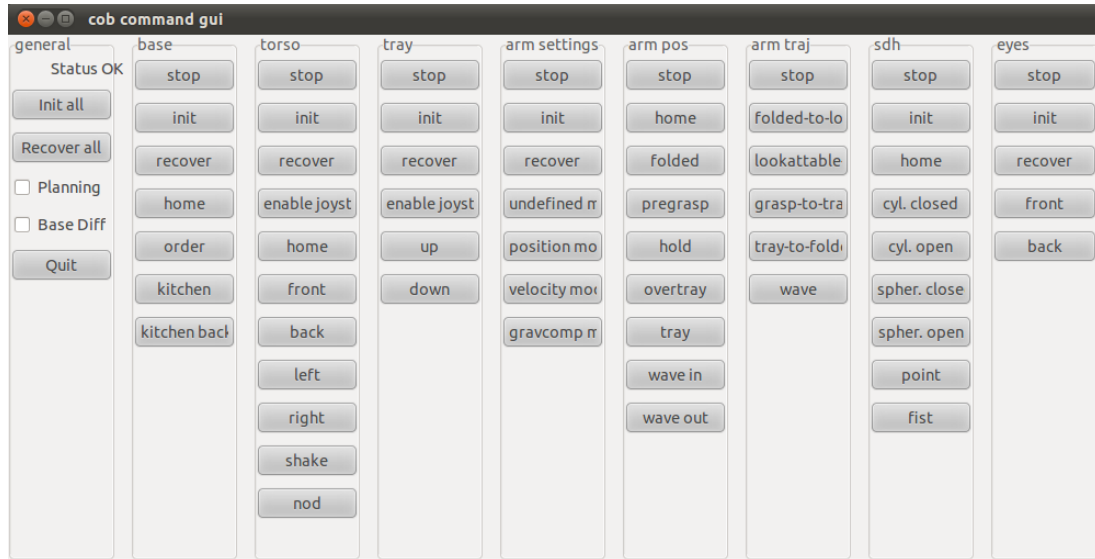 cob command gui
general
Status OK
Init all
Recover all
Planning
Base Diff
Quit
base
stop
init
recover
home
order
kitchen
kitchen back
torso
stop
init
recover
enable joyst
home
front
back
left
right
shake
nod
tray
stop
init
recover
enable joyst
up
down
arm settings
stop
init
recover
undefined m
position mo
velocity mo
gravcomp m
arm pos
stop
home
folded
pregrasp
hold
overtray
tray
wave in
wave out
arm traj
stop
folded-to-lo
lookattable
grasp-to-tra
tray-to-fold
wave
sdh
stop
init
home
cyl. closed
cyl. open
spher. close
spher. open
point
fist
eyes
stop
init
recover
front
back